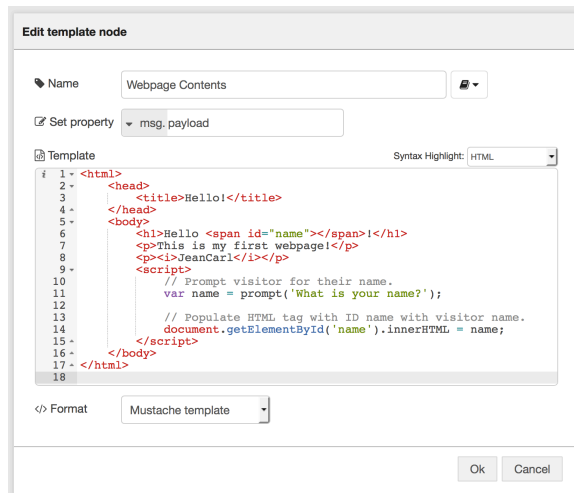 Edit template node
Name
Webpage Contents
Set property
msg. payload
Template
Syntax Highlight: HTML
i 1 <html>
2 <head>
3 <title>Hello!</title>
4 </head>
5 <body>
6 <h1>Hello <span id="name"></span>!</h1>
7 <p>This is my first webpage!</p>
8 <p><i>JeanCarl</i></p>
9 <script>
10 // Prompt visitor for their name.
11 var name = prompt('What is your name?');
12
13 // Populate HTML tag with ID name with visitor name.
14 document.getElementById('name').innerHTML = name;
15 </script>
16 </body>
17 </html>
18
</> Format
Mustache template
Ok Cancel